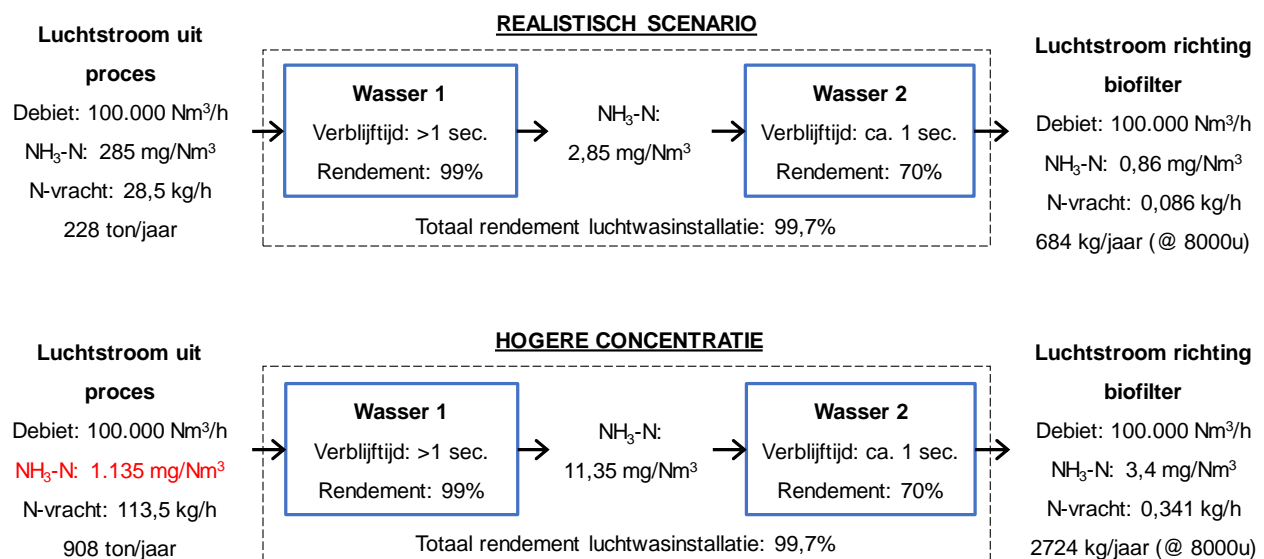 REALISTISCH SCENARIO
Luchtstroom uit
proces
Debiet: 100.000 Nm³/h
NH₃-N: 285 mg/Nm³
N-vracht: 28,5 kg/h
228 ton/jaar
Wasser 1
Verblijftijd: >1 sec.
Rendement: 99%
NH₃-N:
2,85 mg/Nm³
Wasser 2
Verblijftijd: ca. 1 sec.
Rendement: 70%
Totaal rendement luchtwasinstallatie: 99,7%
Luchtstroom richting
biofilter
Debiet: 100.000 Nm³/h
NH₃-N: 0,86 mg/Nm³
N-vracht: 0,086 kg/h
684 kg/jaar (@ 8000u)
HOGERE CONCENTRATIE
Luchtstroom uit
proces
Debiet: 100.000 Nm³/h
NH₃-N: 1.135 mg/Nm³
N-vracht: 113,5 kg/h
908 ton/jaar
Wasser 1
Verblijftijd: >1 sec.
Rendement: 99%
NH₃-N:
11,35 mg/Nm³
Wasser 2
Verblijftijd: ca. 1 sec.
Rendement: 70%
Totaal rendement luchtwasinstallatie: 99,7%
Luchtstroom richting
biofilter
Debiet: 100.000 Nm³/h
NH₃-N: 3,4 mg/Nm³
N-vracht: 0,341 kg/h
2724 kg/jaar (@ 8000u)